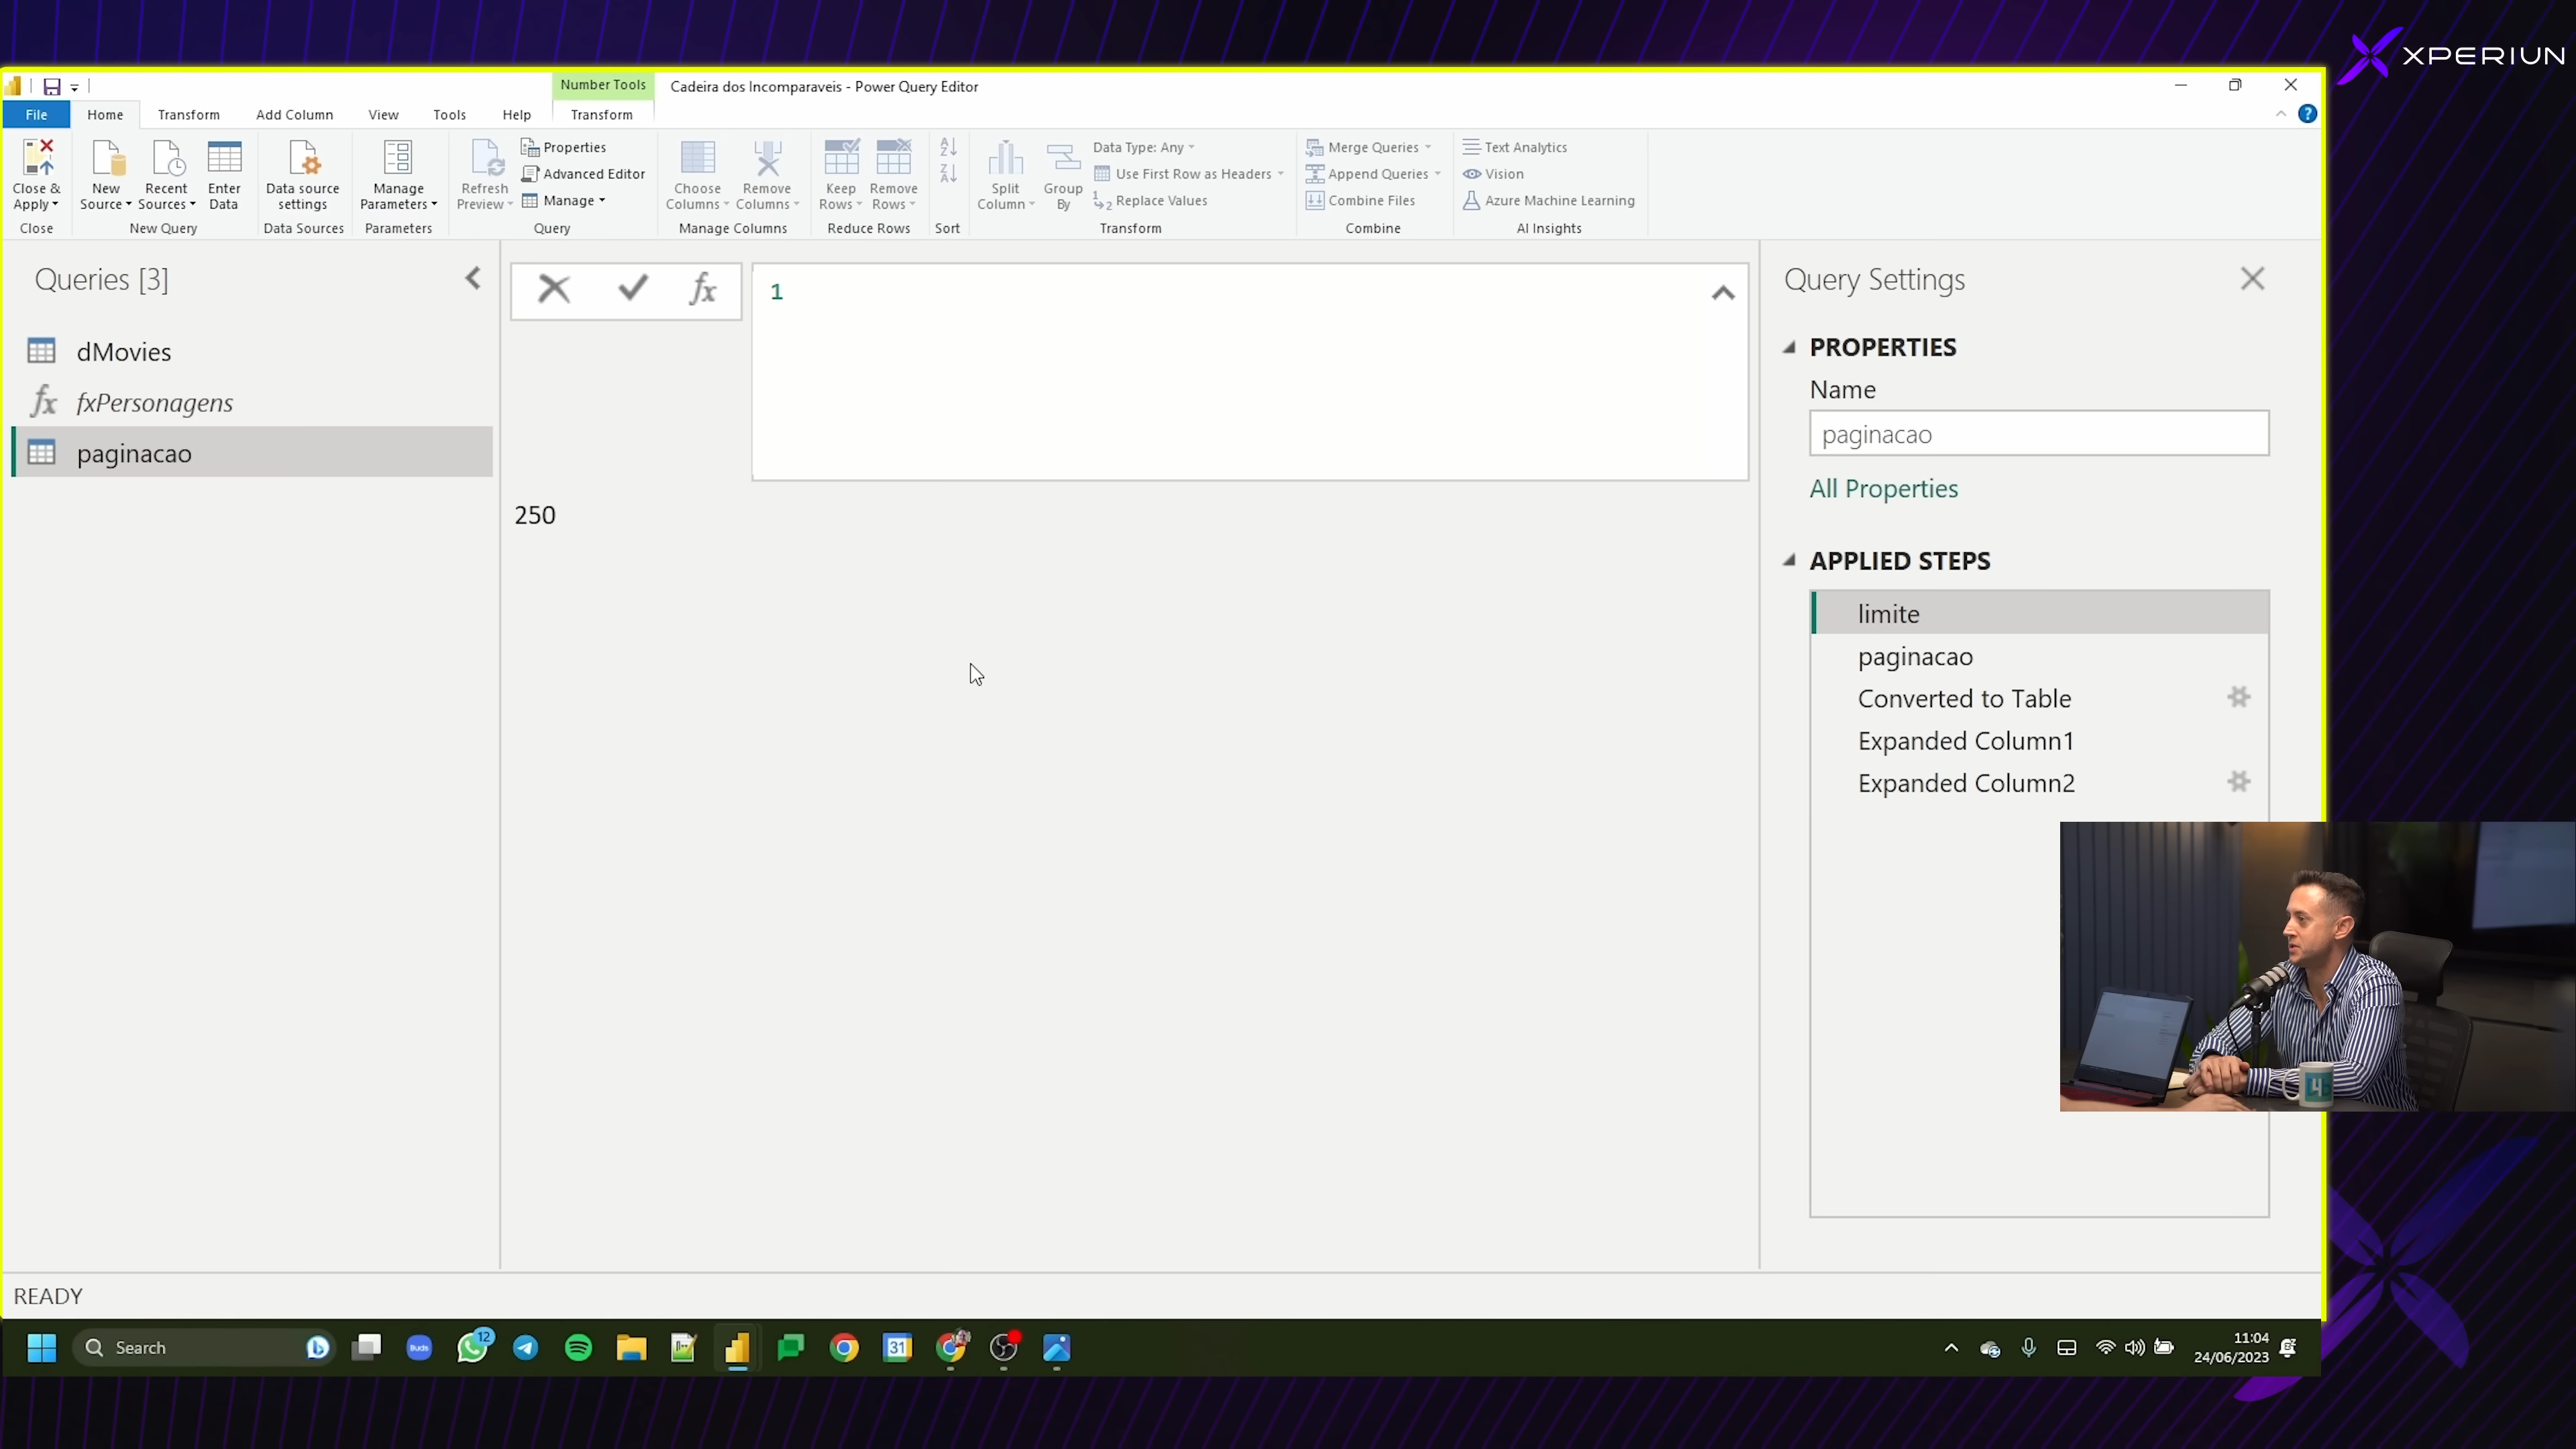 XPERIUN
Number Tools
Cadeira dos Incomparaveis - Power Query Editor
File
Home
Transform
Add Column
View
Tools
Help
Transform
Close &
Apply
New
Source
Recent
Sources
Enter
Data
Data source
settings
Manage
Parameters
Refresh
Preview
Properties
Advanced Editor
Manage
Choose
Columns
Remove
Columns
Keep
Rows
Remove
Rows
Split
Column
Group
By
Data Type: Any
Use First Row as Headers
Replace Values
Merge Queries
Append Queries
Combine Files
Text Analytics
Vision
Azure Machine Learning
Close
New Query
Data Sources
Parameters
Query
Manage Columns
Reduce Rows
Sort
Transform
Combine
AI Insights
Queries [3]
dMovies
fxPersonagens
paginacao
1
250
Query Settings
PROPERTIES
Name
paginacao
All Properties
APPLIED STEPS
limite
paginacao
Converted to Table
Expanded Column1
Expanded Column2
READY
Search
Buds
12
31
11:04
24/06/2023